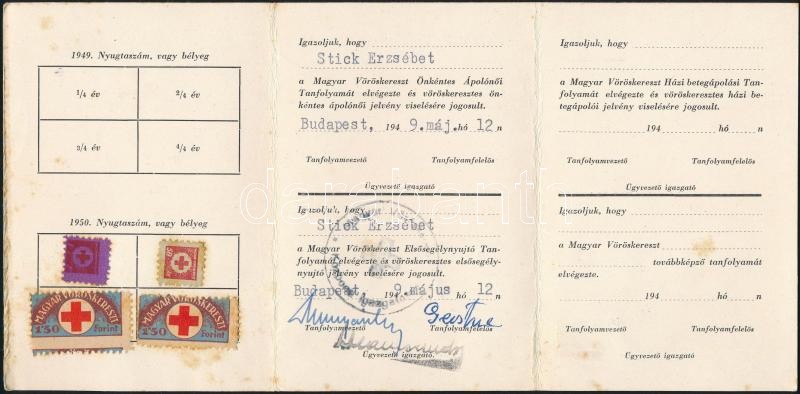 1949. Nyugtaszám, vagy bélyeg
1/4 év
2/4 év
3/4 év
4/4 év
1950. Nyugtaszám, vagy bélyeg
MAGYAR VÖRÖSKERESZT
1'50 forint
MAGYAR VÖRÖSKERESZT
1'50 forint
Igazoljuk, hogy
Stick Erzsébet
a Magyar Vöröskereszt Önkéntes Ápolónői
Tanfolyamát elvégezte és vöröskeresztes ön-
kéntes ápolónői jelvény viselésére jogosult.
Budapest, 194 9.máj. hó 12 n
Tanfolyamvezető Tanfolyamfelelős
Ügyvezető igazgató
Igazoljuk, hogy
Stick Erzsébet
a Magyar Vöröskereszt Elsősegélynyujtó Tan-
folyamát elvégezte és vöröskeresztes elsősegély-
nyujtó jelvény viselésére jogosult.
Budapest, 194 9.május hó 12 n
Tanfolyamvezető Tanfolyamfelelős
Ügyvezető igazgató.
Igazoljuk, hogy
a Magyar Vöröskereszt Házi betegápolási Tan-
folyamát elvégezte és vöröskeresztes házi be-
tegápolói jelvény viselésére jogosult.
194 hó n
Tanfolyamvezető Tanfolyamfelelős
Ügyvezető igazgató
Igazoljuk, hogy
a Magyar Vöröskereszt
továbbképző tanfolyamát
elvégezte.
194 hó n
Tanfolyamvezető Tanfolyamfelelős
Ügyvezető igazgató